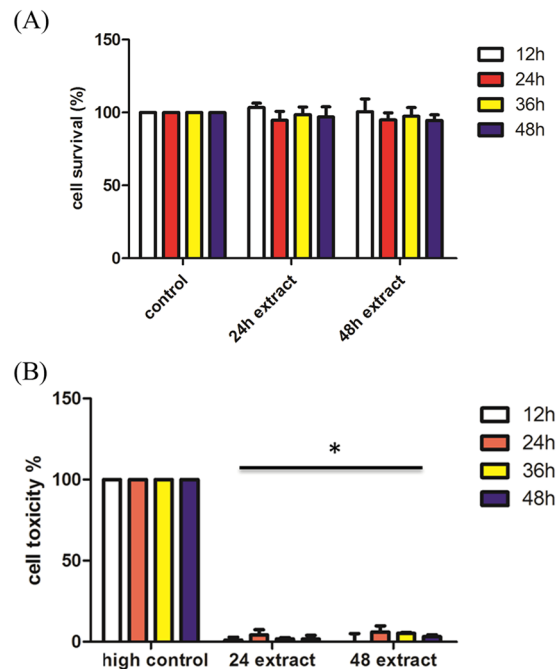 (A)
150
100
50
0
cell survival (%)
control
24h extract
48h extract
12h
24h
36h
48h
(B)
150
100
50
0
cell toxicity %
*
high control
24 extract
48 extract
12h
24h
36h
48h